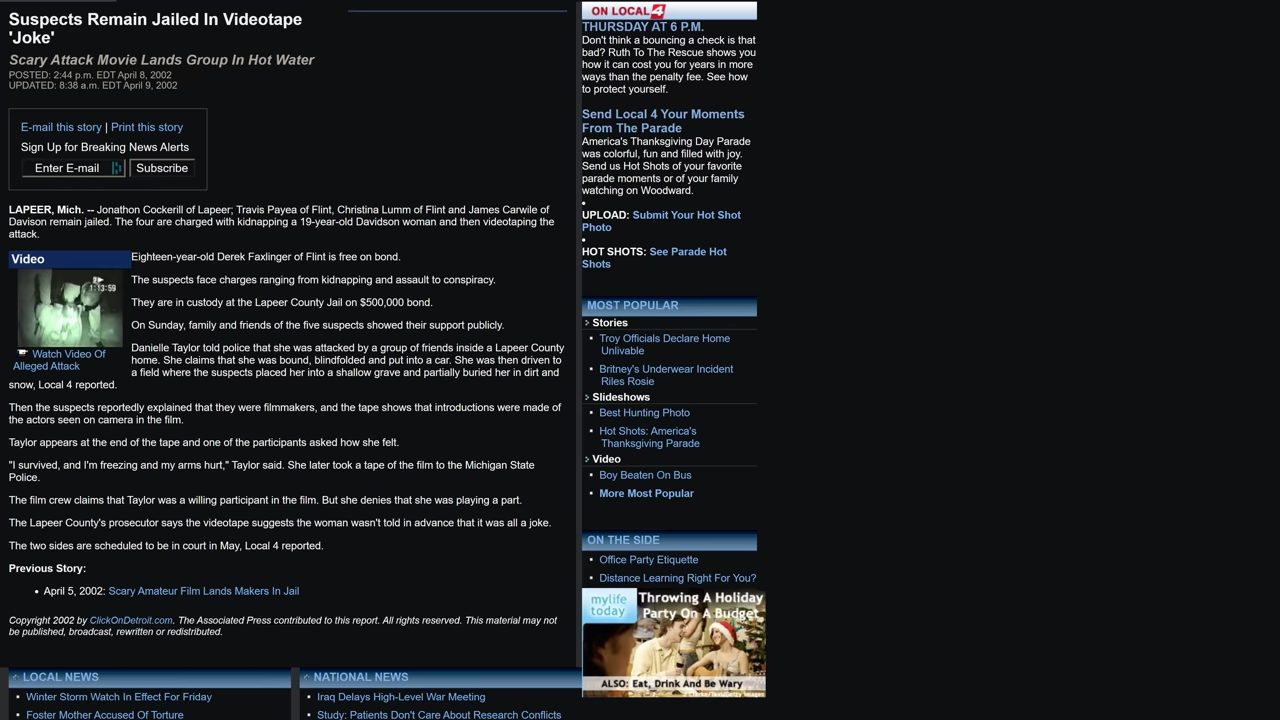 Suspects Remain Jailed In Videotape
'Joke'
Scary Attack Movie Lands Group In Hot Water
POSTED: 2:44 p.m. EDT April 8, 2002
UPDATED: 8:38 a.m. EDT April 9, 2002
E-mail this story | Print this story
Sign Up for Breaking News Alerts
Enter E-mail Subscribe
LAPEER, Mich. -- Jonathon Cockerill of Lapeer; Travis Payea of Flint, Christina Lumm of Flint and James Carwile of
Davison remain jailed. The four are charged with kidnapping a 19-year-old Davidson woman and then videotaping the
attack.
Video
1:13:59
Watch Video Of
Alleged Attack
Eighteen-year-old Derek Faxlinger of Flint is free on bond.
The suspects face charges ranging from kidnapping and assault to conspiracy.
They are in custody at the Lapeer County Jail on $500,000 bond.
On Sunday, family and friends of the five suspects showed their support publicly.
Danielle Taylor told police that she was attacked by a group of friends inside a Lapeer County
home. She claims that she was bound, blindfolded and put into a car. She was then driven to
a field where the suspects placed her into a shallow grave and partially buried her in dirt and
snow, Local 4 reported.
Then the suspects reportedly explained that they were filmmakers, and the tape shows that introductions were made of
the actors seen on camera in the film.
Taylor appears at the end of the tape and one of the participants asked how she felt.
"I survived, and I'm freezing and my arms hurt," Taylor said. She later took a tape of the film to the Michigan State
Police.
The film crew claims that Taylor was a willing participant in the film. But she denies that she was playing a part.
The Lapeer County's prosecutor says the videotape suggests the woman wasn't told in advance that it was all a joke.
The two sides are scheduled to be in court in May, Local 4 reported.
Previous Story:
• April 5, 2002: Scary Amateur Film Lands Makers In Jail
Copyright 2002 by ClickOnDetroit.com. The Associated Press contributed to this report. All rights reserved. This material may not
be published, broadcast, rewritten or redistributed.
LOCAL NEWS
Winter Storm Watch In Effect For Friday
Foster Mother Accused Of Torture
NATIONAL NEWS
Iraq Delays High-Level War Meeting
Study: Patients Don't Care About Research Conflicts
ON LOCAL 4
THURSDAY AT 6 P.M.
Don't think a bouncing a check is that
bad? Ruth To The Rescue shows you
how it can cost you for years in more
ways than the penalty fee. See how
to protect yourself.
Send Local 4 Your Moments
From The Parade
America's Thanksgiving Day Parade
was colorful, fun and filled with joy.
Send us Hot Shots of your favorite
parade moments or of your family
watching on Woodward.
•
UPLOAD: Submit Your Hot Shot
Photo
•
HOT SHOTS: See Parade Hot
Shots
MOST POPULAR
Stories
Troy Officials Declare Home
Unlivable
Britney's Underwear Incident
Riles Rosie
Slideshows
Best Hunting Photo
Hot Shots: America's
Thanksgiving Parade
Video
Boy Beaten On Bus
More Most Popular
ON THE SIDE
Office Party Etiquette
Distance Learning Right For You?
mylife
today
Throwing A Holiday
Party On A Budget
ALSO: Eat, Drink And Be Wary